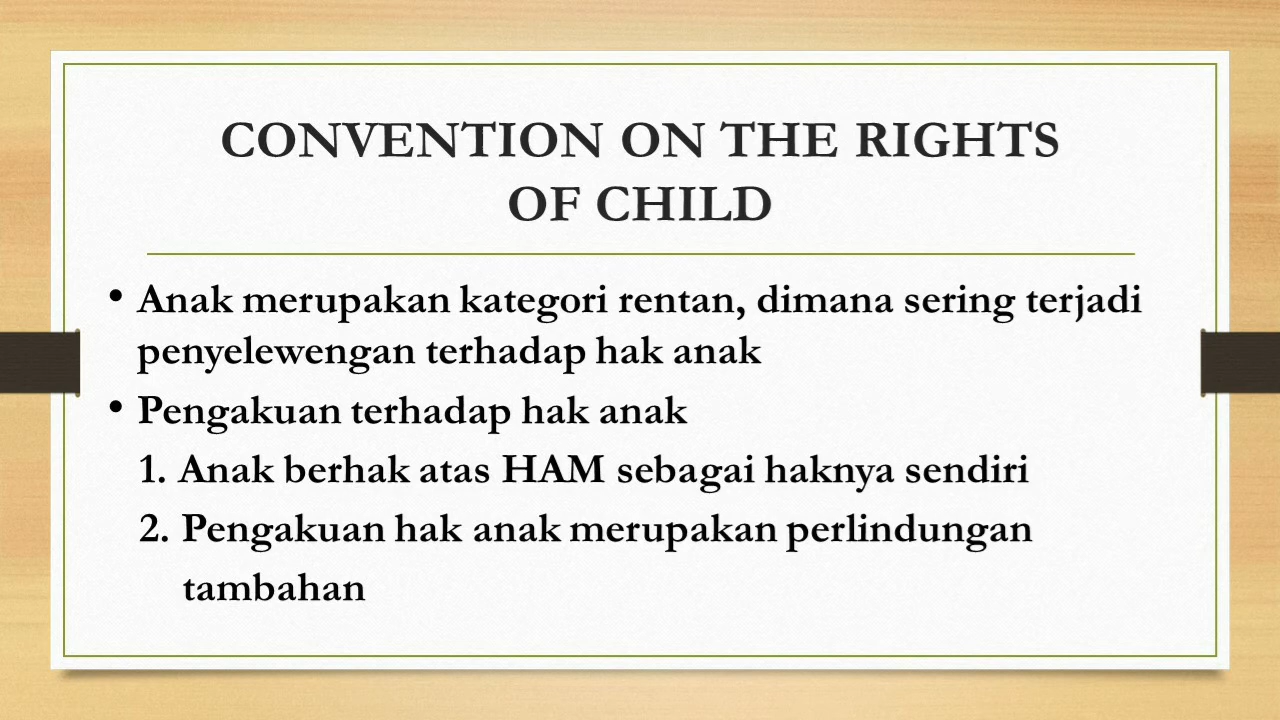 CONVENTION ON THE RIGHTS
OF CHILD
• Anak merupakan kategori rentan, dimana sering terjadi
penyelewengan terhadap hak anak
• Pengakuan terhadap hak anak
1. Anak berhak atas HAM sebagai haknya sendiri
2. Pengakuan hak anak merupakan perlindungan
tambahan